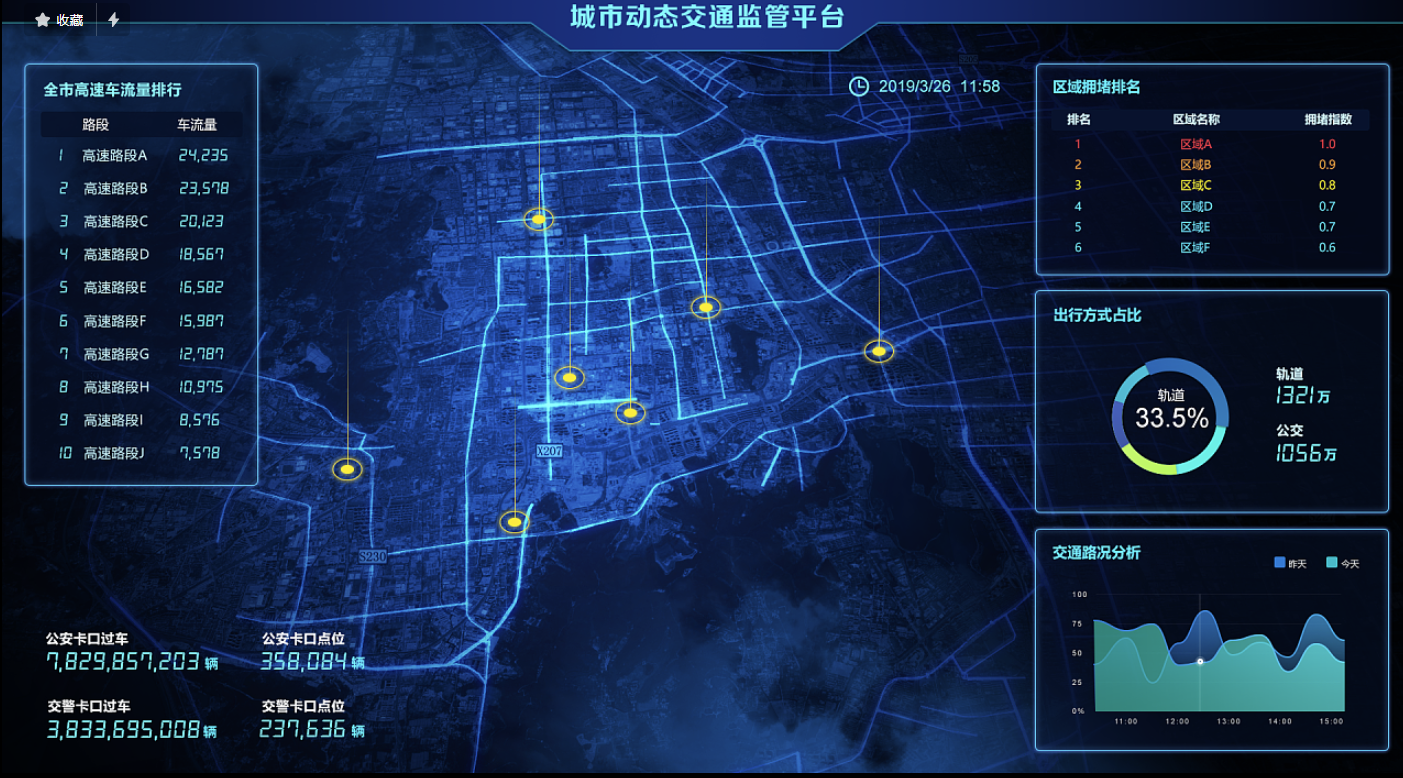 收藏
城市动态交通监管平台
2019/3/26 11:58
全市高速车流量排行
路段 车流量
1 高速路段A 24,235
2 高速路段B 23,578
3 高速路段C 20,123
4 高速路段D 18,567
5 高速路段E 16,582
6 高速路段F 15,987
7 高速路段G 12,787
8 高速路段H 10,975
9 高速路段I 8,576
10 高速路段J 7,578
X207
S230
公安卡口过车
7,829,857,203 辆
公安卡口点位
358,084 辆
交警卡口过车
3,833,695,008 辆
交警卡口点位
237,636 辆
区域拥堵排名
排名 区域名称 拥堵指数
1 区域A 1.0
2 区域B 0.9
3 区域C 0.8
4 区域D 0.7
5 区域E 0.7
6 区域F 0.6
出行方式占比
轨道
33.5%
轨道
1321万
公交
1056万
交通路况分析
昨天 今天
100
75
50
25
0%
11:00 12:00 13:00 14:00 15:00